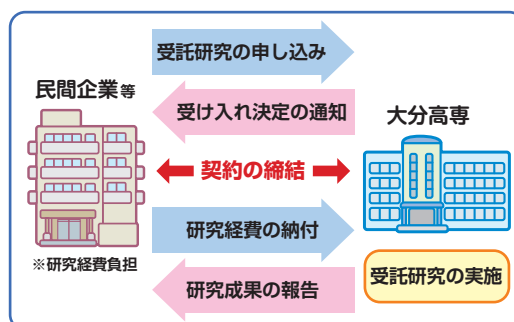 受託研究の申し込み
民間企業等
受け入れ決定の通知
大分高専
契約の締結
研究経費の納付
※研究経費負担
受託研究の実施
研究成果の報告